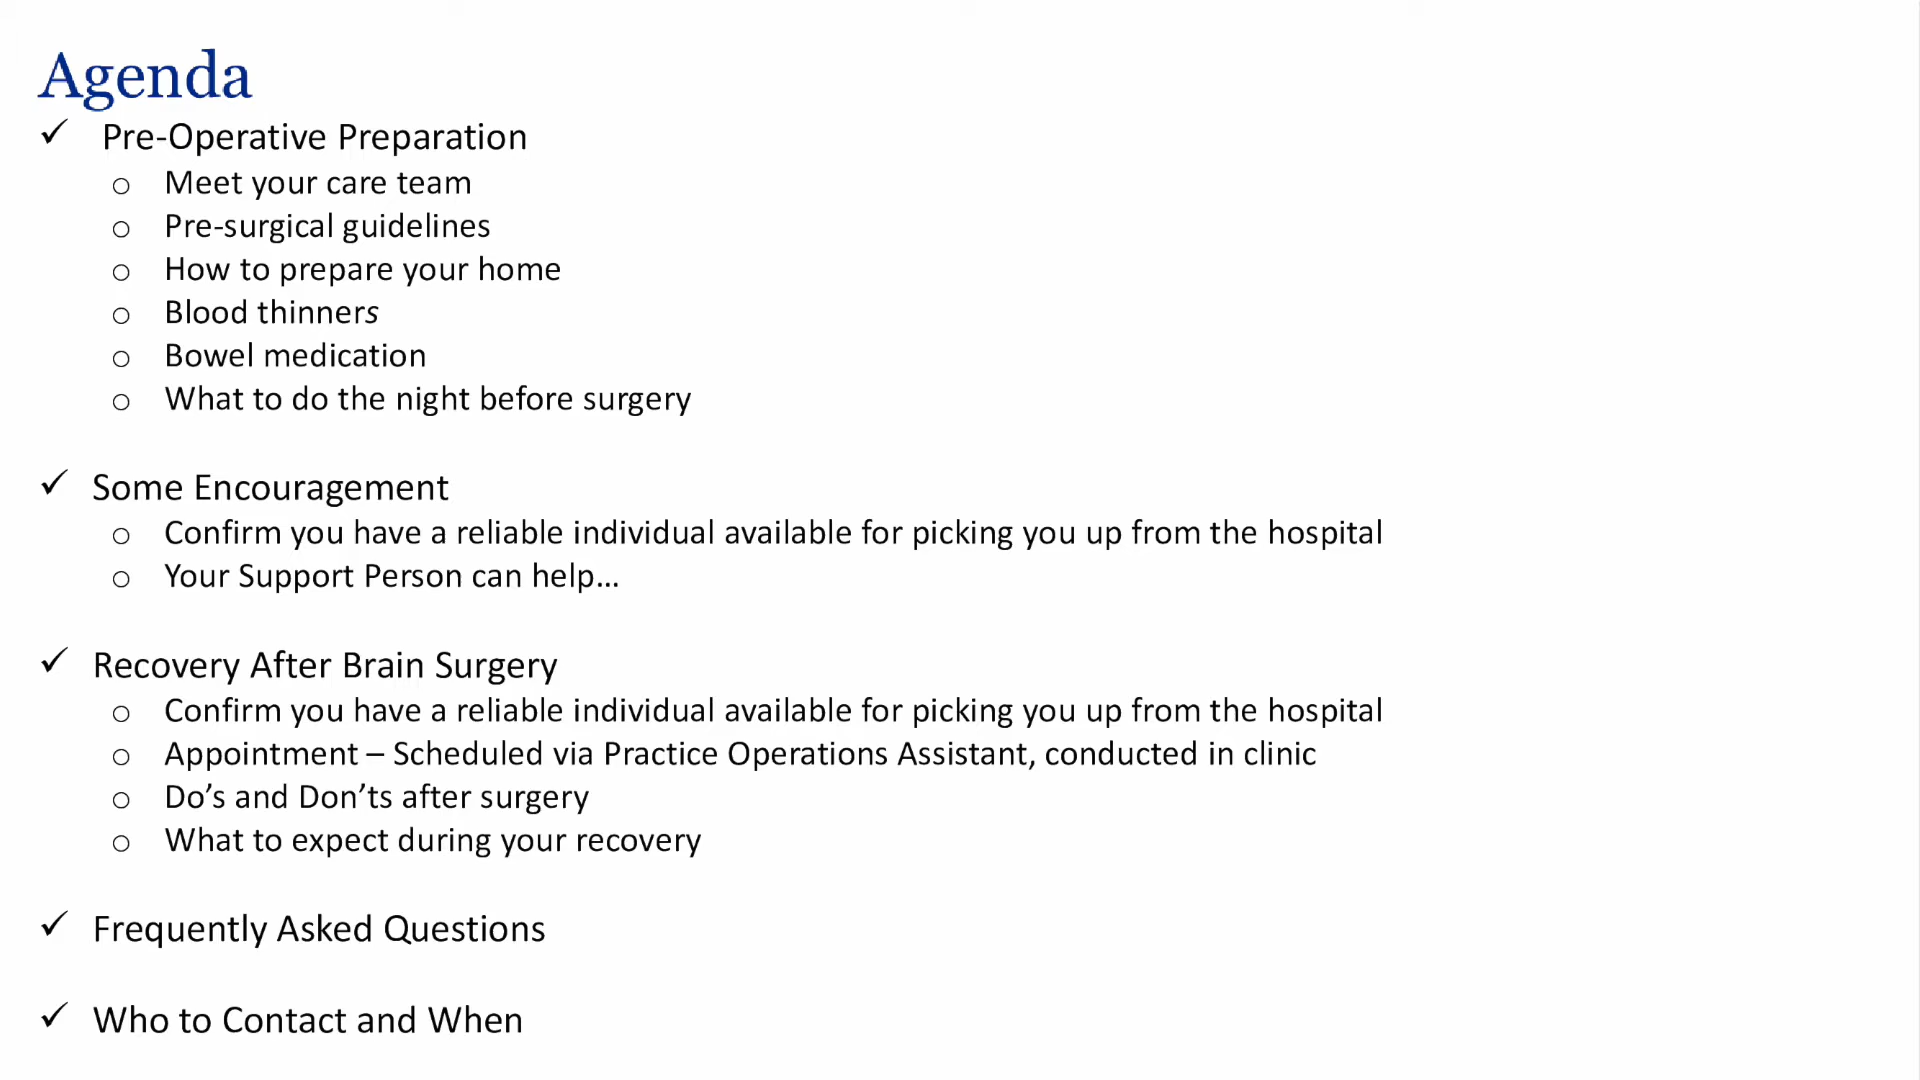 Agenda
✓ Pre-Operative Preparation
o Meet your care team
o Pre-surgical guidelines
o How to prepare your home
o Blood thinners
o Bowel medication
o What to do the night before surgery
✓ Some Encouragement
o Confirm you have a reliable individual available for picking you up from the hospital
o Your Support Person can help…
✓ Recovery After Brain Surgery
o Confirm you have a reliable individual available for picking you up from the hospital
o Appointment – Scheduled via Practice Operations Assistant, conducted in clinic
o Do’s and Don’ts after surgery
o What to expect during your recovery
✓ Frequently Asked Questions
✓ Who to Contact and When